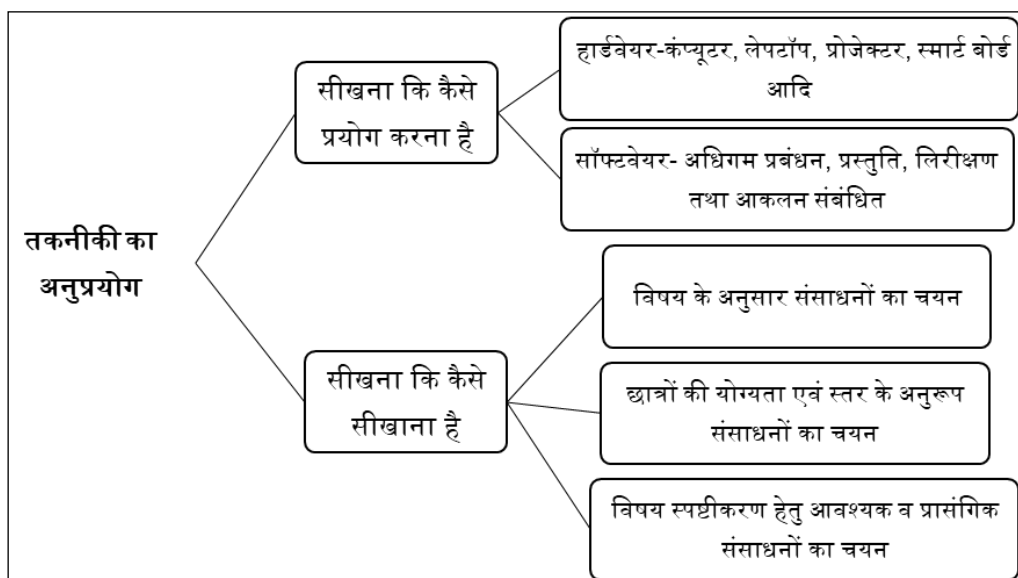 तकनीकी का
अनुप्रयोग
सीखना कि कैसे
प्रयोग करना है
हार्डवेयर-कंप्यूटर, लेपटॉप, प्रोजेक्टर, स्मार्ट बोर्ड
आदि
सॉफ्टवेयर- अधिगम प्रबंधन, प्रस्तुति, लिरीक्षण
तथा आकलन संबंधित
सीखना कि कैसे
सीखाना है
विषय के अनुसार संसाधनों का चयन
छात्रों की योग्यता एवं स्तर के अनुरूप
संसाधनों का चयन
विषय स्पष्टीकरण हेतु आवश्यक व प्रासंगिक
संसाधनों का चयन